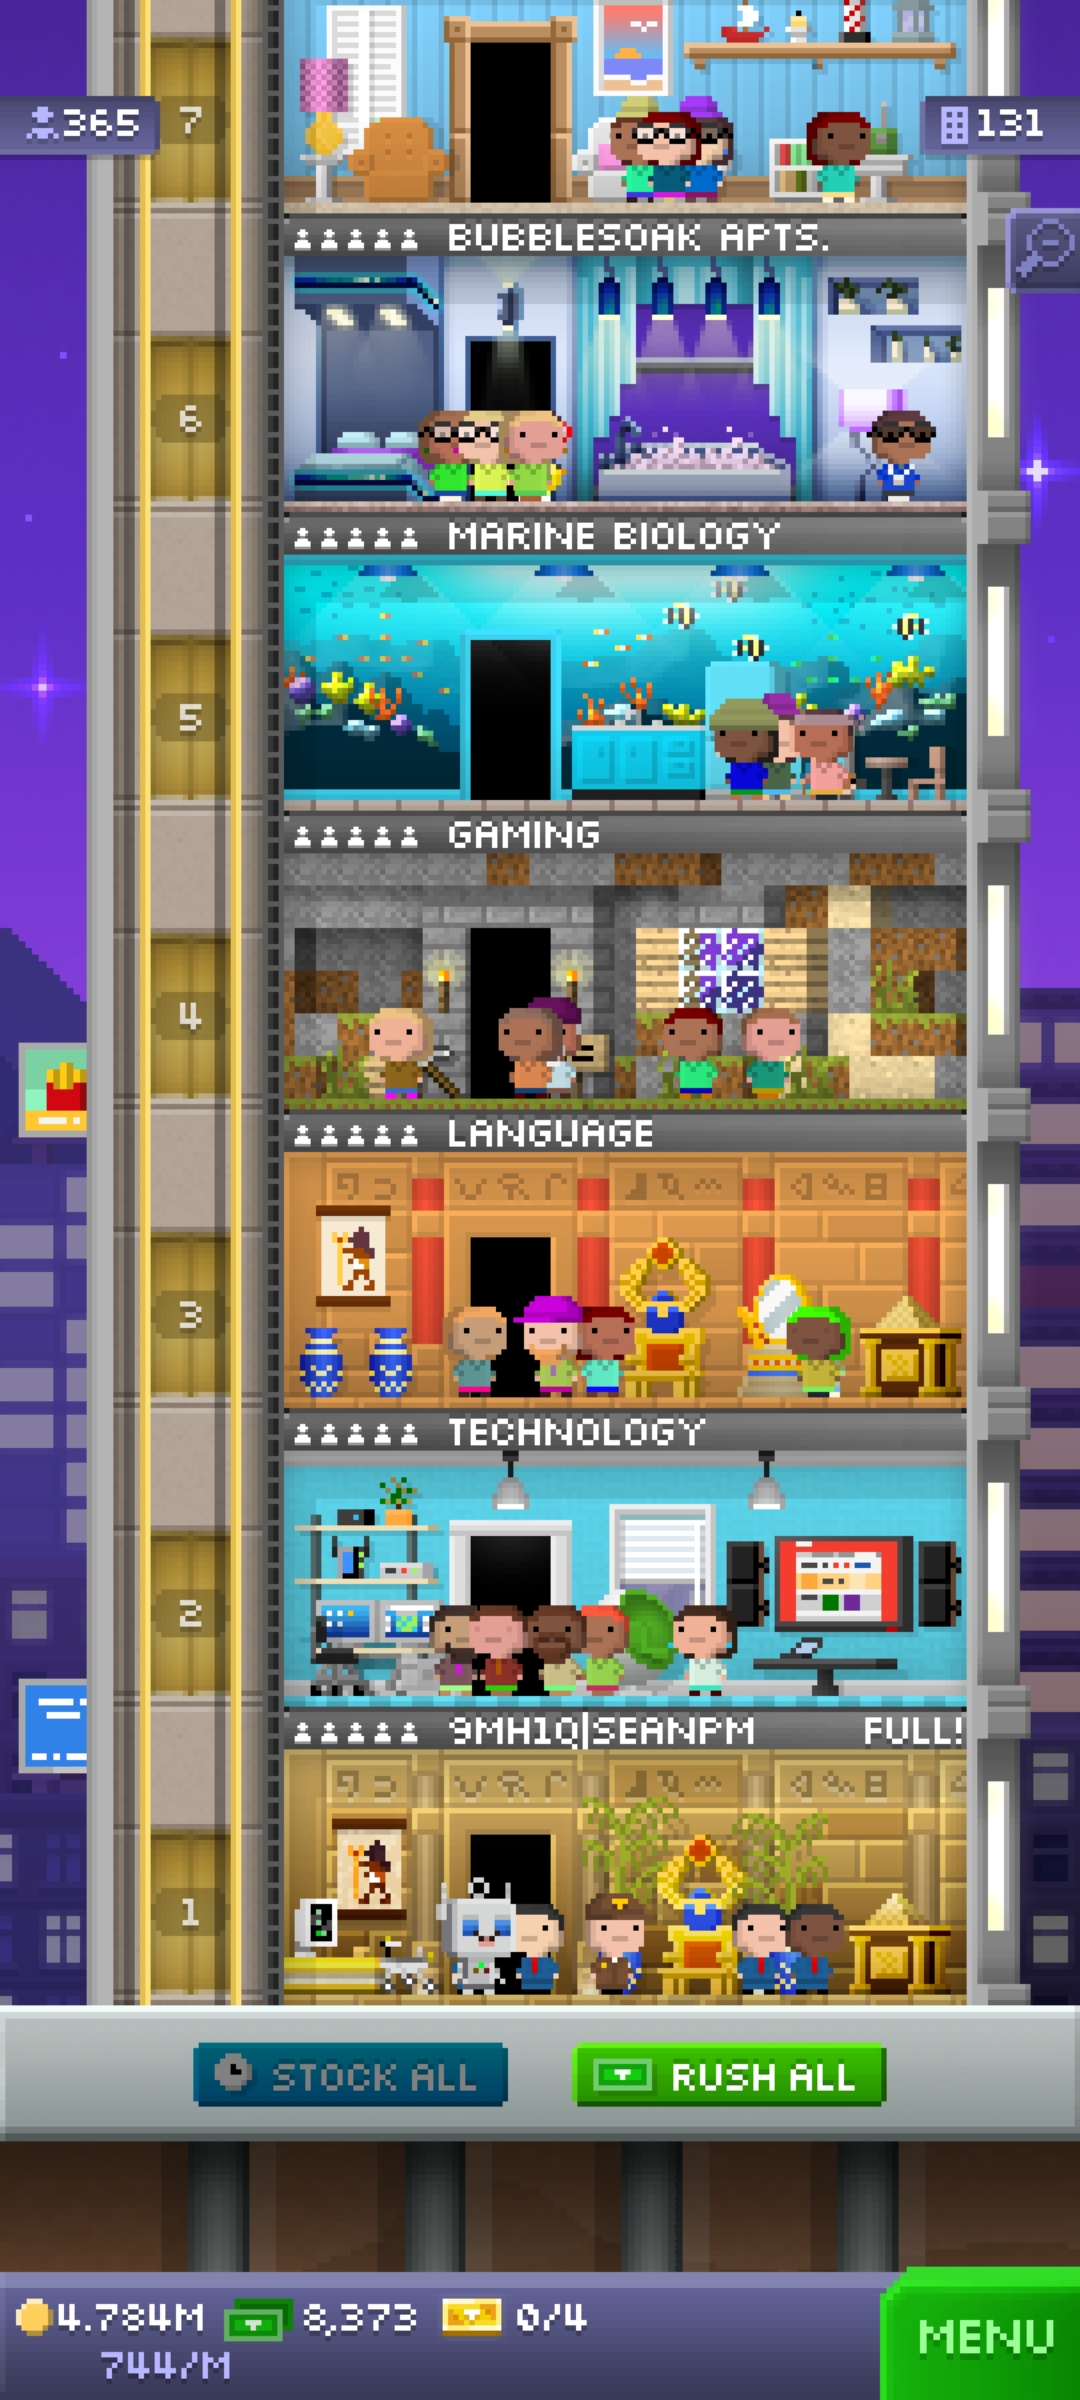 365
7
131
BUBBLESOAK APTS.
6
MARINE BIOLOGY
5
GAMING
4
LANGUAGE
3
TECHNOLOGY
2
9MH1Q|SEANPM FULL!
1
STOCK ALL
RUSH ALL
4.784M 8,373 0/4
744/M
MENU